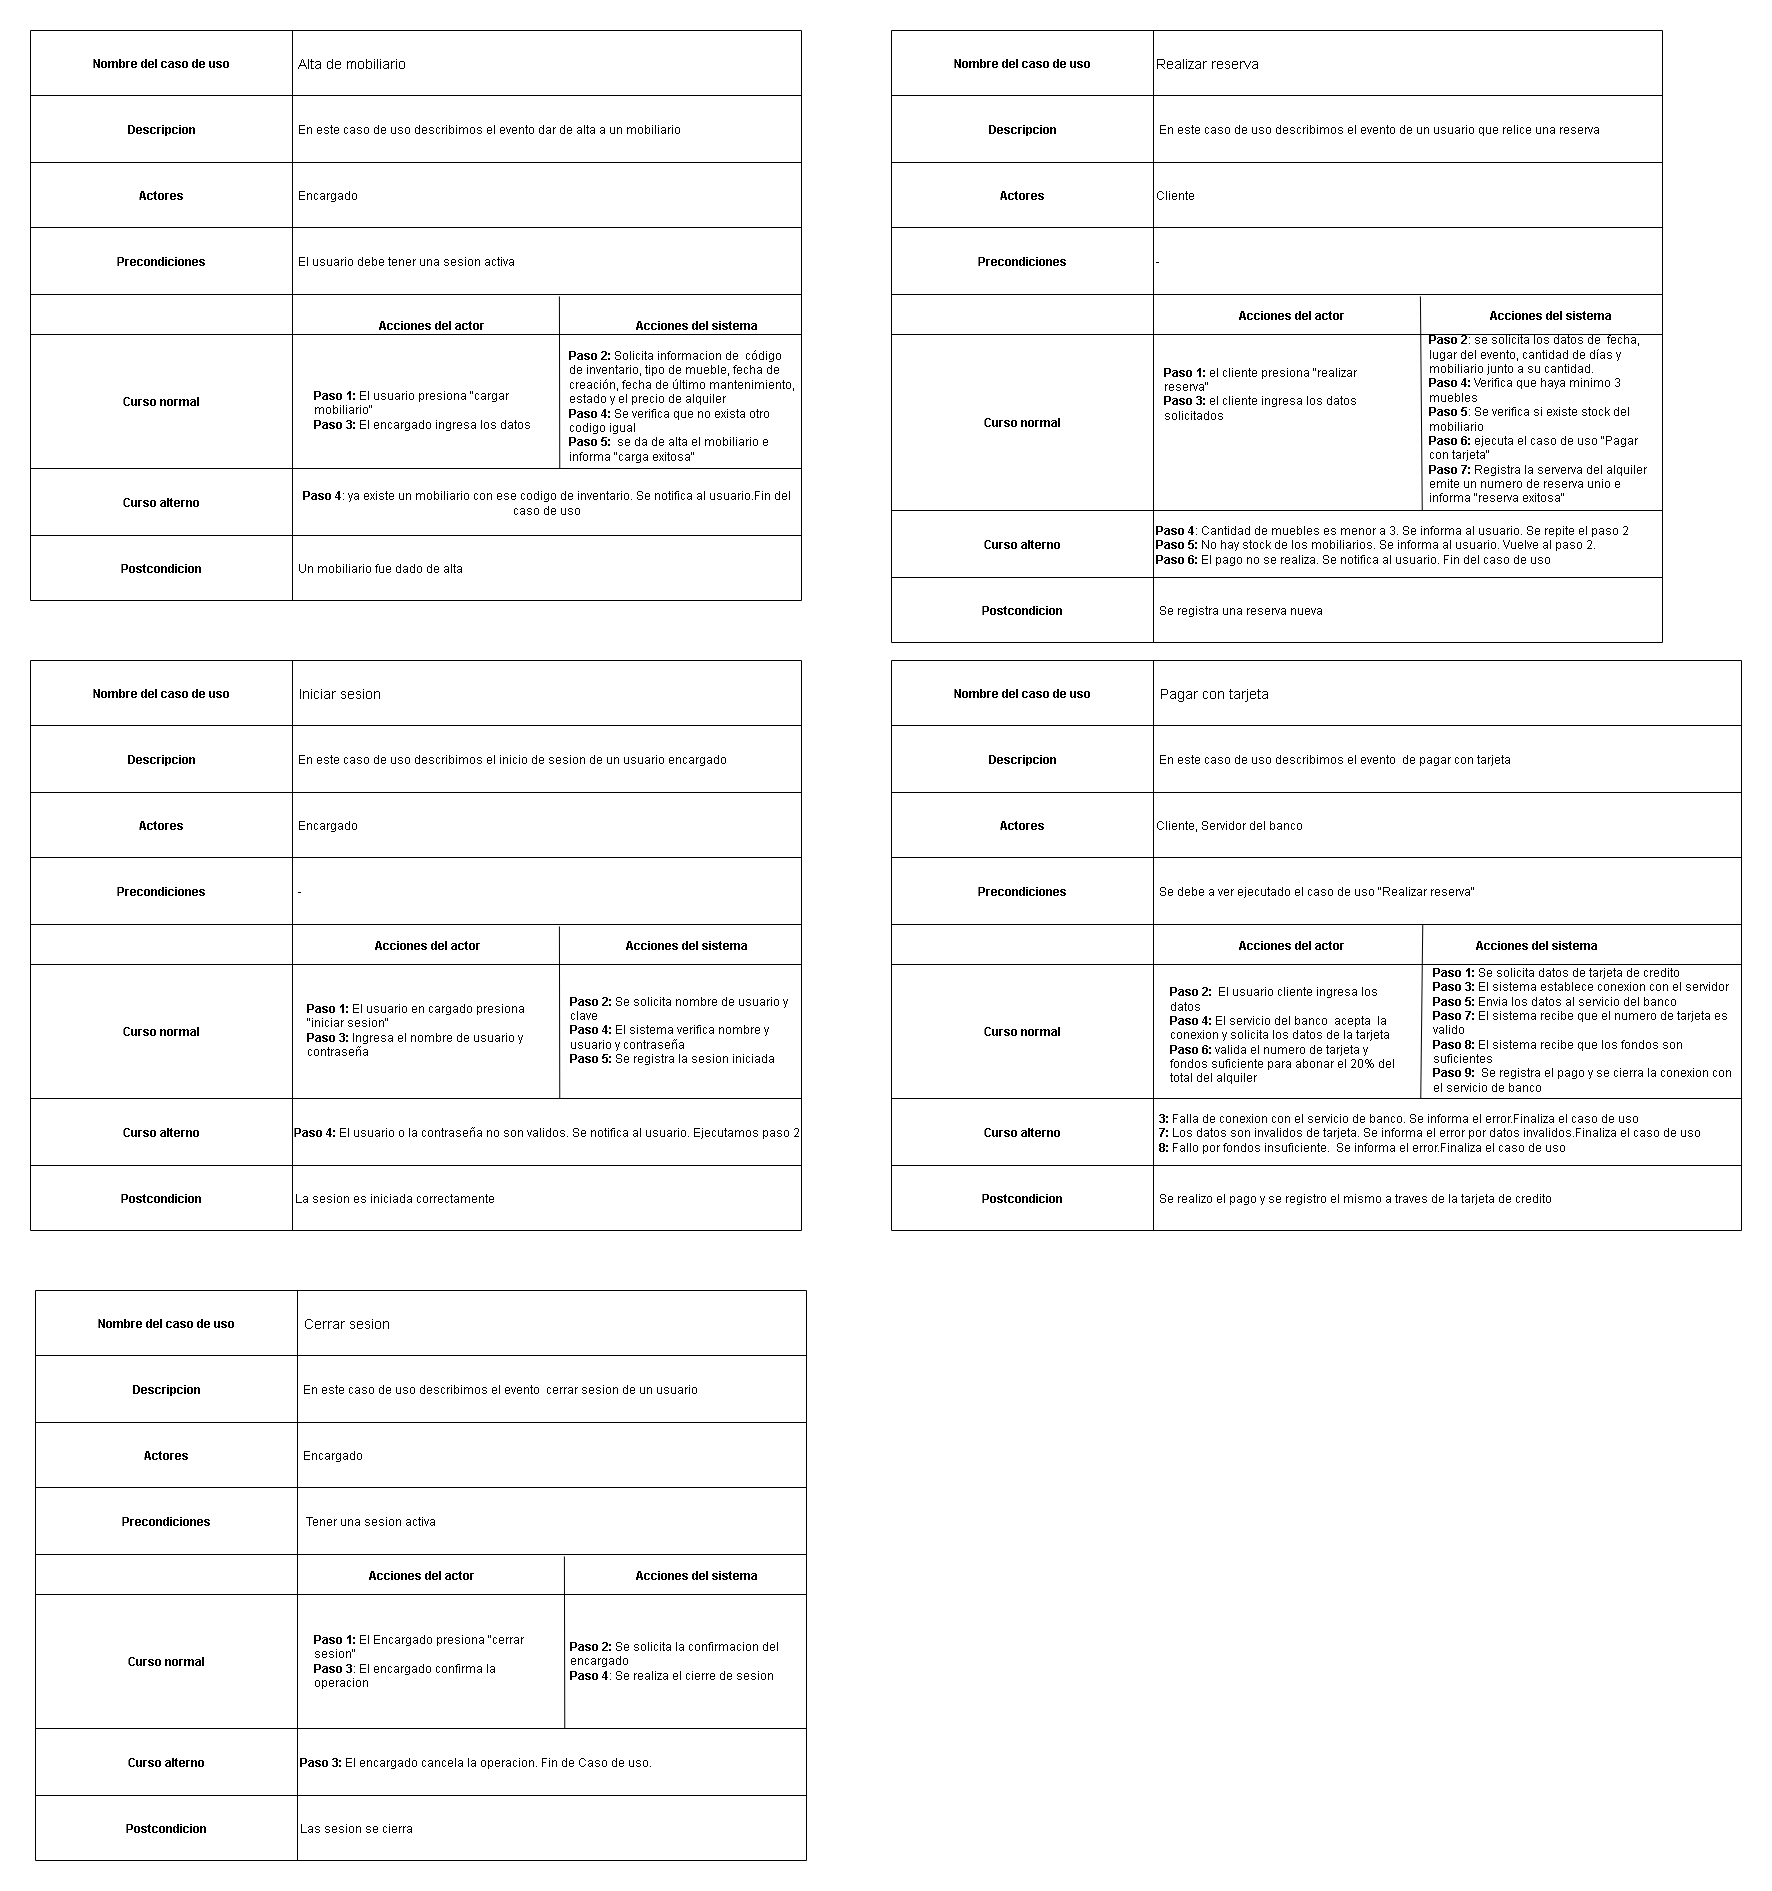 Nombre del caso de uso
Alta de mobiliario
Descripcion
En este caso de uso describimos el evento dar de alta a un mobiliario
Actores
Encargado
Precondiciones
El usuario debe tener una sesion activa
Acciones del actor
Acciones del sistema
Curso normal
Paso 1: El usuario presiona "cargar
mobiliario"
Paso 3: El encargado ingresa los datos
Paso 2: Solicita informacion de código
de inventario, tipo de mueble, fecha de
creación, fecha de último mantenimiento,
estado y el precio de alquiler
Paso 4: Se verifica que no exista otro
codigo igual
Paso 5: se da de alta el mobiliario e
informa "carga exitosa"
Curso alterno
Paso 4: ya existe un mobiliario con ese codigo de inventario. Se notifica al usuario.Fin del
caso de uso
Postcondicion
Un mobiliario fue dado de alta
Nombre del caso de uso
Realizar reserva
Descripcion
En este caso de uso describimos el evento de un usuario que relice una reserva
Actores
Cliente
Precondiciones
-
Acciones del actor
Acciones del sistema
Curso normal
Paso 1: el cliente presiona "realizar
reserva"
Paso 3: el cliente ingresa los datos
solicitados
Paso 2: se solicita los datos de fecha,
lugar del evento, cantidad de días y
mobiliario junto a su cantidad.
Paso 4: Verifica que haya minimo 3
muebles
Paso 5: Se verifica si existe stock del
mobiliario
Paso 6: ejecuta el caso de uso "Pagar
con tarjeta"
Paso 7: Registra la serverva del alquiler
emite un numero de reserva unio e
informa "reserva exitosa"
Curso alterno
Paso 4: Cantidad de muebles es menor a 3. Se informa al usuario. Se repite el paso 2
Paso 5: No hay stock de los mobiliarios. Se informa al usuario. Vuelve al paso 2.
Paso 6: El pago no se realiza. Se notifica al usuario. Fin del caso de uso
Postcondicion
Se registra una reserva nueva
Nombre del caso de uso
Iniciar sesion
Descripcion
En este caso de uso describimos el inicio de sesion de un usuario encargado
Actores
Encargado
Precondiciones
-
Acciones del actor
Acciones del sistema
Curso normal
Paso 1: El usuario en cargado presiona
"iniciar sesion"
Paso 3: Ingresa el nombre de usuario y
contraseña
Paso 2: Se solicita nombre de usuario y
clave
Paso 4: El sistema verifica nombre y
usuario y contraseña
Paso 5: Se registra la sesion iniciada
Curso alterno
Paso 4: El usuario o la contraseña no son validos. Se notifica al usuario. Ejecutamos paso 2
Postcondicion
La sesion es iniciada correctamente
Nombre del caso de uso
Pagar con tarjeta
Descripcion
En este caso de uso describimos el evento de pagar con tarjeta
Actores
Cliente, Servidor del banco
Precondiciones
Se debe a ver ejecutado el caso de uso "Realizar reserva"
Acciones del actor
Acciones del sistema
Curso normal
Paso 2: El usuario cliente ingresa los
datos
Paso 4: El servicio del banco acepta la
conexion y solicita los datos de la tarjeta
Paso 6: valida el numero de tarjeta y
fondos suficiente para abonar el 20% del
total del alquiler
Paso 1: Se solicita datos de tarjeta de credito
Paso 3: El sistema establece conexion con el servidor
Paso 5: Envia los datos al servicio del banco
Paso 7: El sistema recibe que el numero de tarjeta es
valido
Paso 8: El sistema recibe que los fondos son
suficientes
Paso 9: Se registra el pago y se cierra la conexion con
el servicio de banco
Curso alterno
3: Falla de conexion con el servicio de banco. Se informa el error.Finaliza el caso de uso
7: Los datos son invalidos de tarjeta. Se informa el error por datos invalidos.Finaliza el caso de uso
8: Fallo por fondos insuficiente. Se informa el error.Finaliza el caso de uso
Postcondicion
Se realizo el pago y se registro el mismo a traves de la tarjeta de credito
Nombre del caso de uso
Cerrar sesion
Descripcion
En este caso de uso describimos el evento cerrar sesion de un usuario
Actores
Encargado
Precondiciones
Tener una sesion activa
Acciones del actor
Acciones del sistema
Curso normal
Paso 1: El Encargado presiona "cerrar
sesion"
Paso 3: El encargado confirma la
operacion
Paso 2: Se solicita la confirmacion del
encargado
Paso 4: Se realiza el cierre de sesion
Curso alterno
Paso 3: El encargado cancela la operacion. Fin de Caso de uso.
Postcondicion
Las sesion se cierra